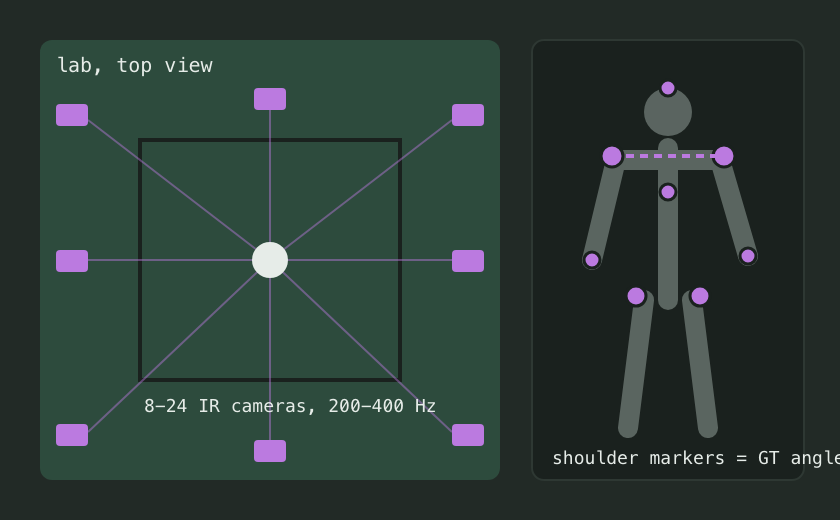 lab, top view
8–24 IR cameras, 200–400 Hz
shoulder markers = GT angle